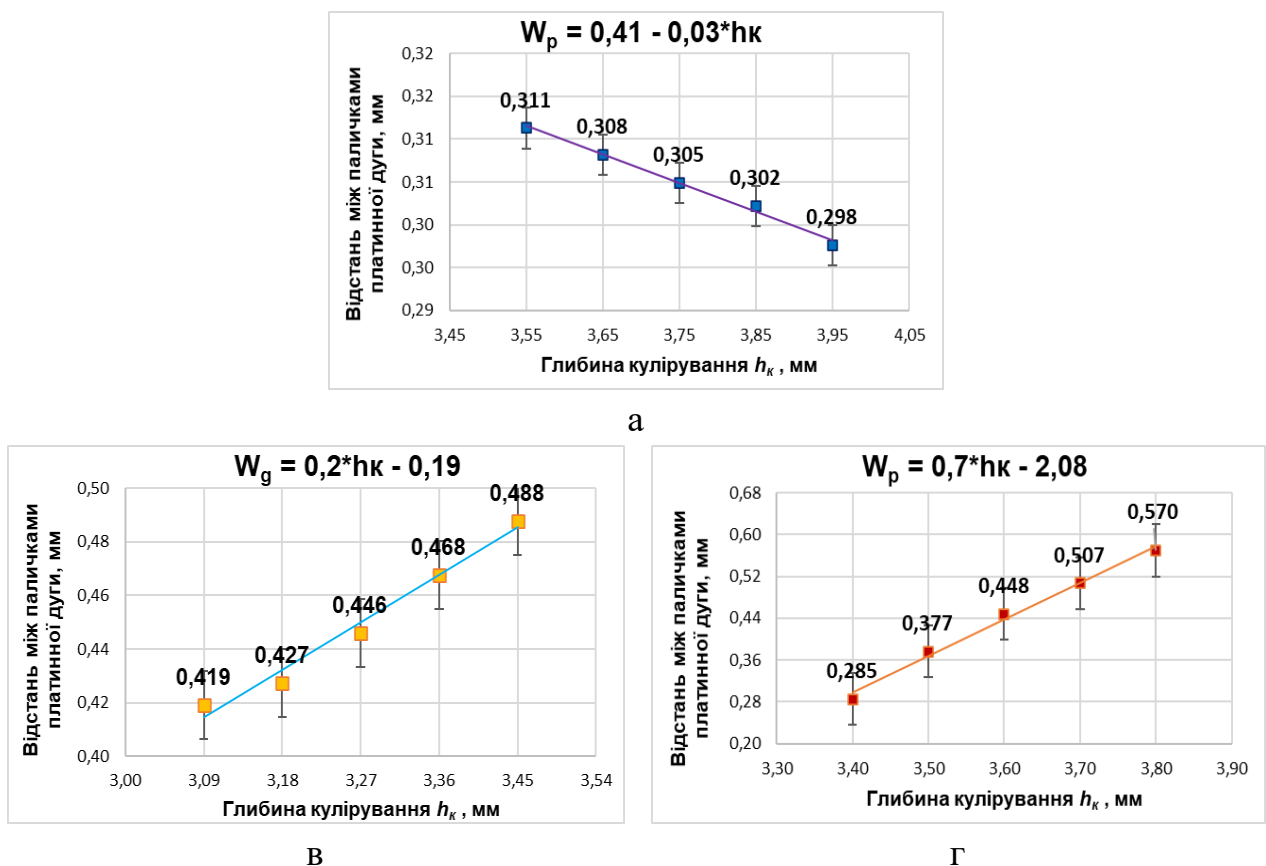 Wp = 0,41 - 0,03*hк
Відстань між паличками
платинної дуги, мм
0,32
0,32
0,31
0,31
0,30
0,30
0,29
0,311
0,308
0,305
0,302
0,298
3,45 3,55 3,65 3,75 3,85 3,95 4,05
Глибина кулірування hк , мм
а
Wg = 0,2*hк - 0,19
Відстань між паличками
платинної дуги, мм
0,50
0,48
0,46
0,44
0,42
0,40
0,419
0,427
0,446
0,468
0,488
3,00 3,09 3,18 3,27 3,36 3,45 3,54
Глибина кулірування hк , мм
в
Wp = 0,7*hк - 2,08
Відстань між паличками
платинної дуги, мм
0,68
0,60
0,52
0,44
0,36
0,28
0,20
0,285
0,377
0,448
0,507
0,570
3,30 3,40 3,50 3,60 3,70 3,80 3,90
Глибина кулірування hк , мм
г